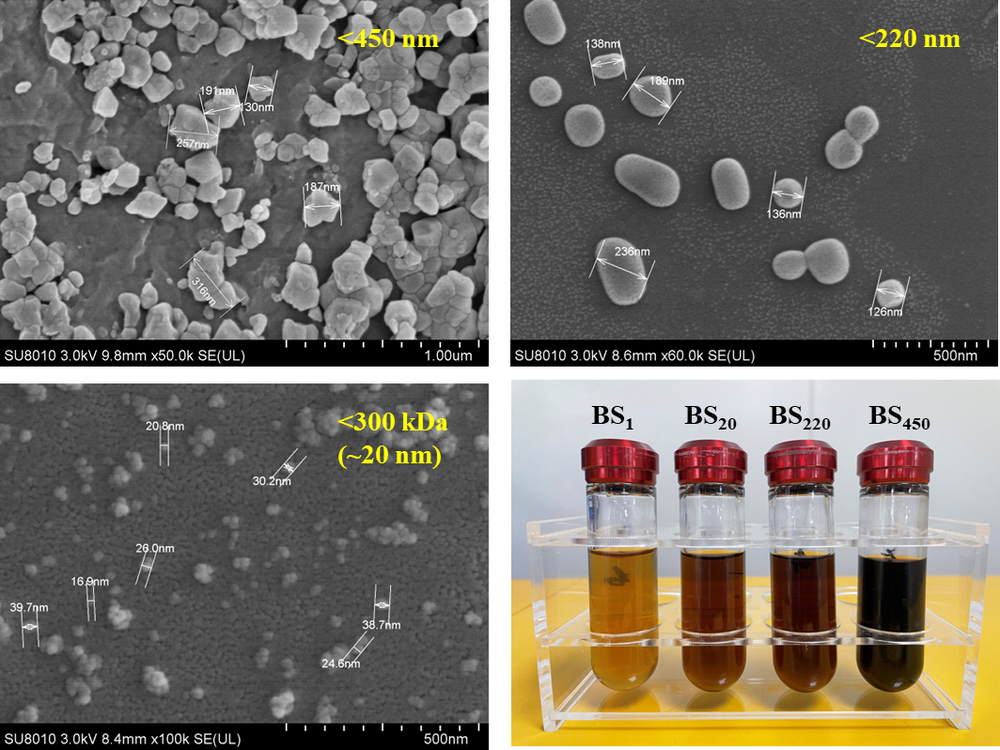 <450 nm
191nm
130nm
257nm
187nm
316nm
SU8010 3.0kV 9.8mm x50.0k SE(UL) 1.00um
<220 nm
138nm
189nm
136nm
236nm
126nm
SU8010 3.0kV 8.6mm x60.0k SE(UL) 500nm
<300 kDa
(~20 nm)
20.8nm
30.2nm
26.0nm
16.9nm
39.7nm
38.7nm
24.6nm
SU8010 3.0kV 8.4mm x100k SE(UL) 500nm
BS1 BS20 BS220 BS450